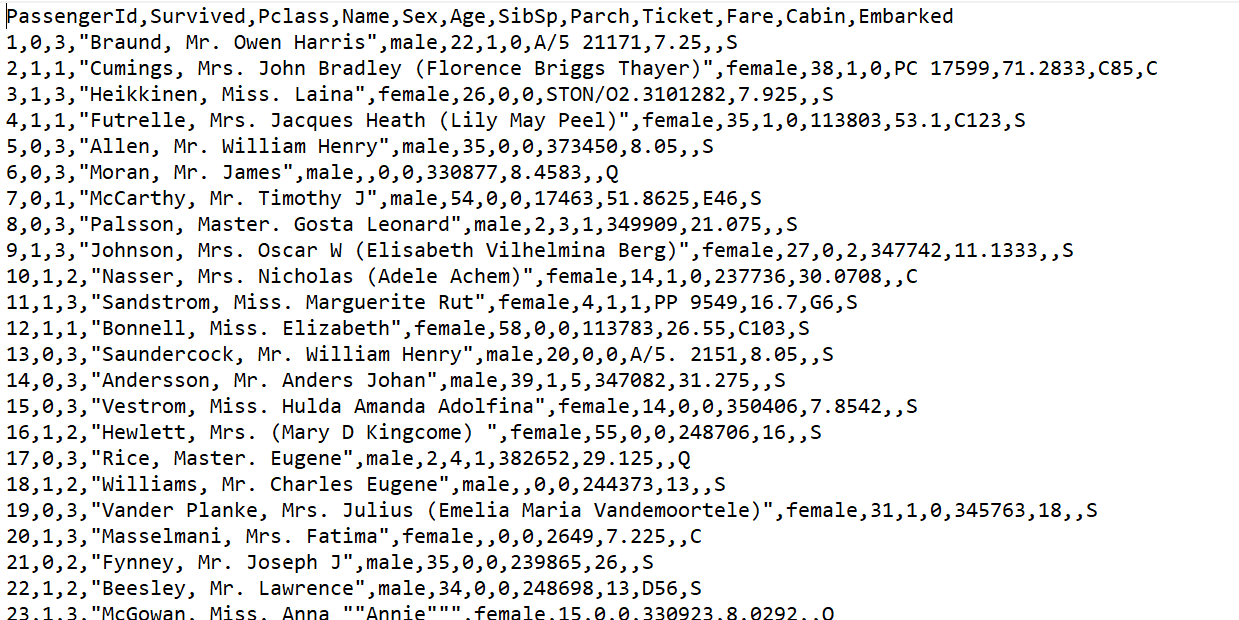 PassengerId,Survived,Pclass,Name,Sex,Age,SibSp,Parch,Ticket,Fare,Cabin,Embarked
1,0,3,"Braund, Mr. Owen Harris",male,22,1,0,A/5 21171,7.25,,S
2,1,1,"Cumings, Mrs. John Bradley (Florence Briggs Thayer)",female,38,1,0,PC 17599,71.2833,C85,C
3,1,3,"Heikkinen, Miss. Laina",female,26,0,0,STON/O2.3101282,7.925,,S
4,1,1,"Futrelle, Mrs. Jacques Heath (Lily May Peel)",female,35,1,0,113803,53.1,C123,S
5,0,3,"Allen, Mr. William Henry",male,35,0,0,373450,8.05,,S
6,0,3,"Moran, Mr. James",male,,0,0,330877,8.4583,,Q
7,0,1,"McCarthy, Mr. Timothy J",male,54,0,0,17463,51.8625,E46,S
8,0,3,"Palsson, Master. Gosta Leonard",male,2,3,1,349909,21.075,,S
9,1,3,"Johnson, Mrs. Oscar W (Elisabeth Vilhelmina Berg)",female,27,0,2,347742,11.1333,,S
10,1,2,"Nasser, Mrs. Nicholas (Adele Achem)",female,14,1,0,237736,30.0708,,C
11,1,3,"Sandstrom, Miss. Marguerite Rut",female,4,1,1,PP 9549,16.7,G6,S
12,1,1,"Bonnell, Miss. Elizabeth",female,58,0,0,113783,26.55,C103,S
13,0,3,"Saundercock, Mr. William Henry",male,20,0,0,A/5. 2151,8.05,,S
14,0,3,"Andersson, Mr. Anders Johan",male,39,1,5,347082,31.275,,S
15,0,3,"Vestrom, Miss. Hulda Amanda Adolfina",female,14,0,0,350406,7.8542,,S
16,1,2,"Hewlett, Mrs. (Mary D Kingcome) ",female,55,0,0,248706,16,,S
17,0,3,"Rice, Master. Eugene",male,2,4,1,382652,29.125,,Q
18,1,2,"Williams, Mr. Charles Eugene",male,,0,0,244373,13,,S
19,0,3,"Vander Planke, Mrs. Julius (Emelia Maria Vandemoortele)",female,31,1,0,345763,18,,S
20,1,3,"Masselmani, Mrs. Fatima",female,,0,0,2649,7.225,,C
21,0,2,"Fynney, Mr. Joseph J",male,35,0,0,239865,26,,S
22,1,2,"Beesley, Mr. Lawrence",male,34,0,0,248698,13,D56,S
23,1,3,"McGowan, Miss. Anna ""Annie""",female,15,0,0,330923,8.0292,,Q